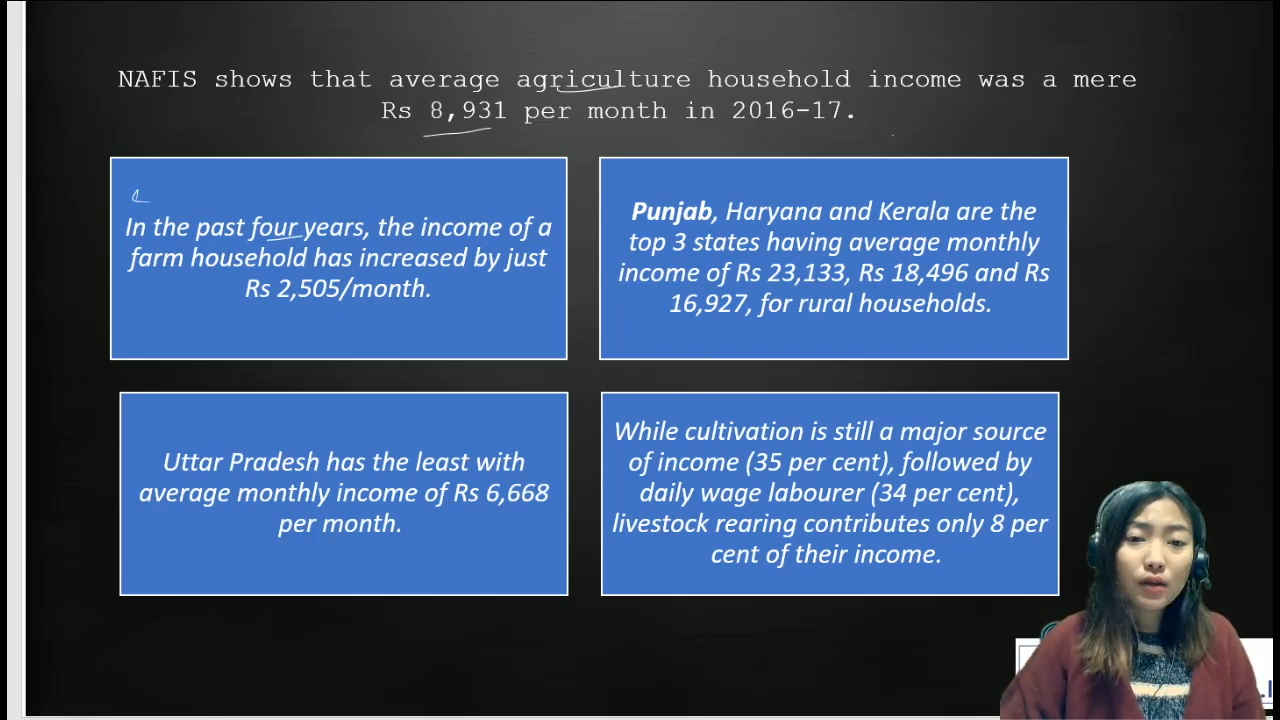 NAFIS shows that average agriculture household income was a mere
Rs 8,931 per month in 2016-17.
In the past four years, the income of a
farm household has increased by just
Rs 2,505/month.
Punjab, Haryana and Kerala are the
top 3 states having average monthly
income of Rs 23,133, Rs 18,496 and Rs
16,927, for rural households.
Uttar Pradesh has the least with
average monthly income of Rs 6,668
per month.
While cultivation is still a major source
of income (35 per cent), followed by
daily wage labourer (34 per cent),
livestock rearing contributes only 8 per
cent of their income.